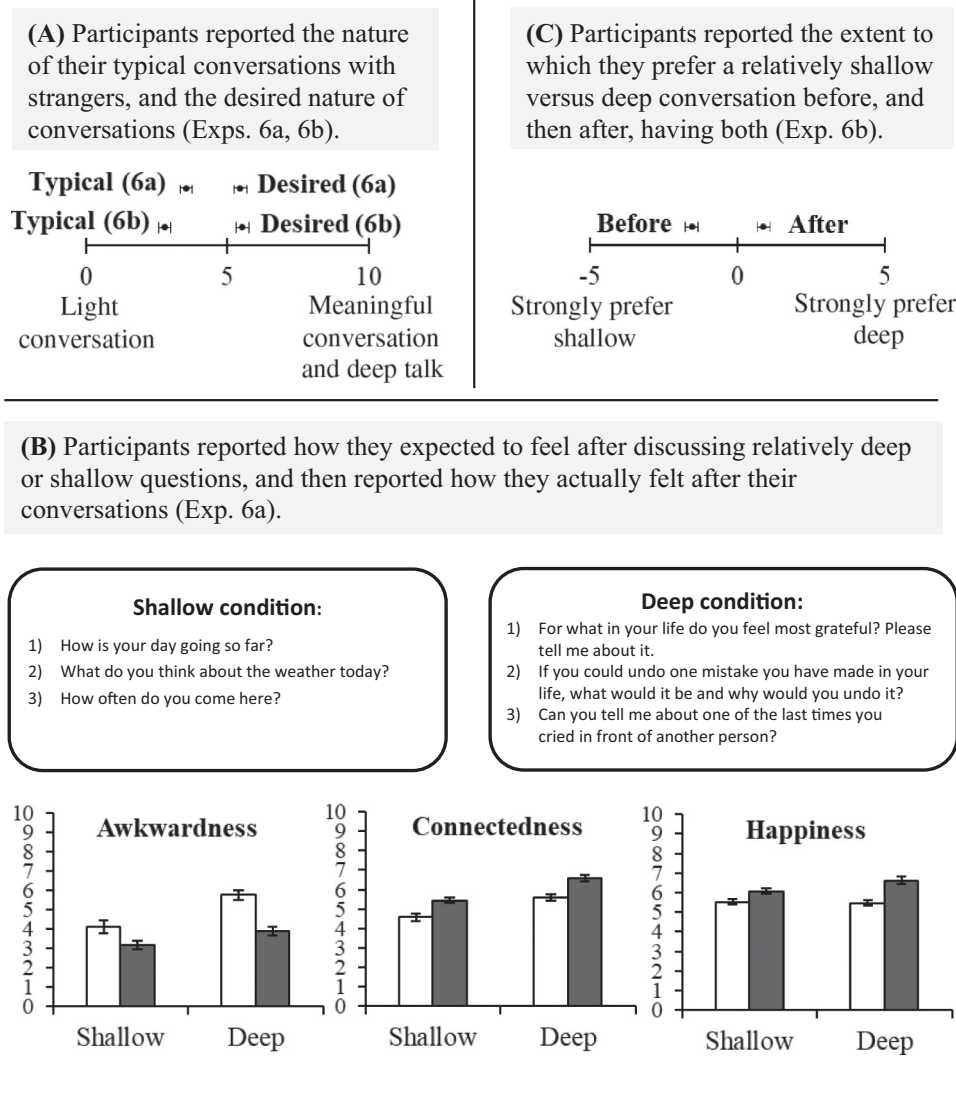 (A) Participants reported the nature
of their typical conversations with
strangers, and the desired nature of
conversations (Exps. 6a, 6b).
Typical (6a)
Desired (6a)
Typical (6b)
Desired (6b)
0
5
10
Light
conversation
Meaningful
conversation
and deep talk
(C) Participants reported the extent to
which they prefer a relatively shallow
versus deep conversation before, and
then after, having both (Exp. 6b).
Before
After
-5
0
5
Strongly prefer
shallow
Strongly prefer
deep
(B) Participants reported how they expected to feel after discussing relatively deep
or shallow questions, and then reported how they actually felt after their
conversations (Exp. 6a).
Shallow condition:
1) How is your day going so far?
2) What do you think about the weather today?
3) How often do you come here?
Deep condition:
1) For what in your life do you feel most grateful? Please
tell me about it.
2) If you could undo one mistake you have made in your
life, what would it be and why would you undo it?
3) Can you tell me about one of the last times you
cried in front of another person?
Awkwardness
10
9
8
7
6
5
4
3
2
1
0
Shallow
Deep
Connectedness
10
9
8
7
6
5
4
3
2
1
0
Shallow
Deep
Happiness
10
9
8
7
6
5
4
3
2
1
0
Shallow
Deep